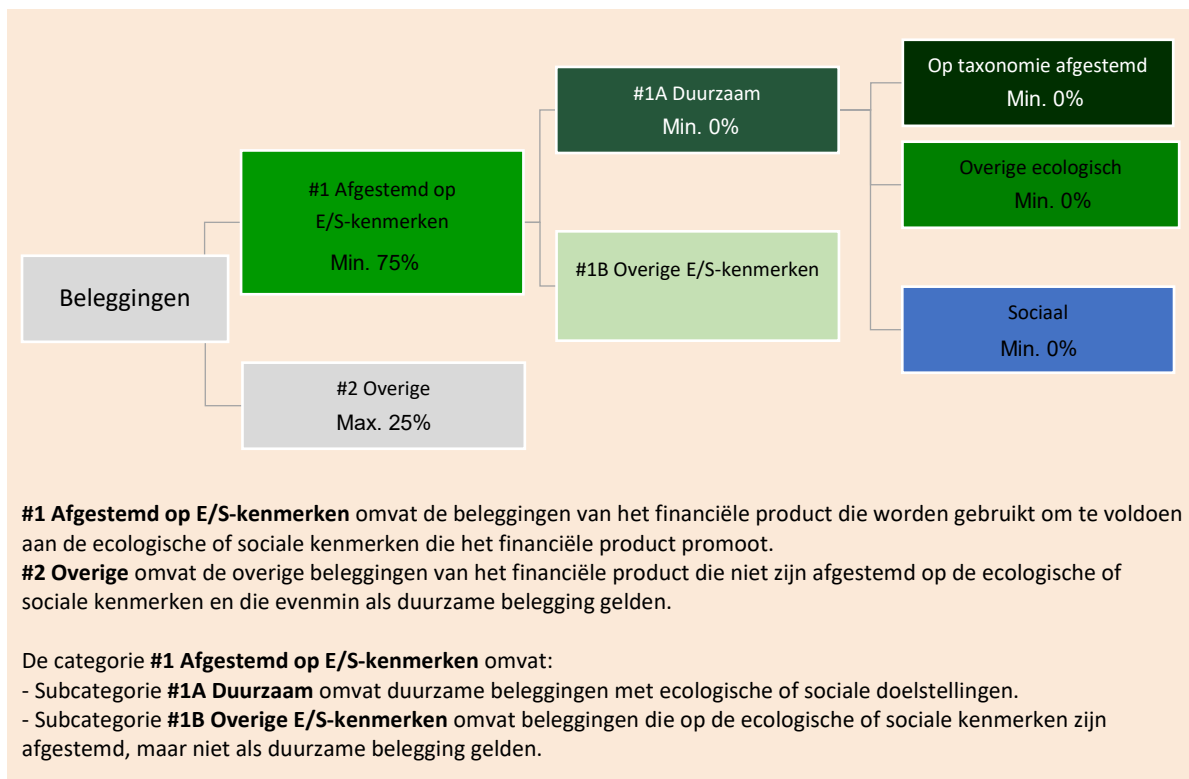 Beleggingen
#1 Afgestemd op
E/S-kenmerken
Min. 75%
#2 Overige
Max. 25%
#1A Duurzaam
Min. 0%
#1B Overige E/S-kenmerken
Op taxonomie afgestemd
Min. 0%
Overige ecologisch
Min. 0%
Sociaal
Min. 0%
#1 Afgestemd op E/S-kenmerken omvat de beleggingen van het financiële product die worden gebruikt om te voldoen
aan de ecologische of sociale kenmerken die het financiële product promoot.
#2 Overige omvat de overige beleggingen van het financiële product die niet zijn afgestemd op de ecologische of
sociale kenmerken en die evenmin als duurzame belegging gelden.
De categorie #1 Afgestemd op E/S-kenmerken omvat:
- Subcategorie #1A Duurzaam omvat duurzame beleggingen met ecologische of sociale doelstellingen.
- Subcategorie #1B Overige E/S-kenmerken omvat beleggingen die op de ecologische of sociale kenmerken zijn
afgestemd, maar niet als duurzame belegging gelden.